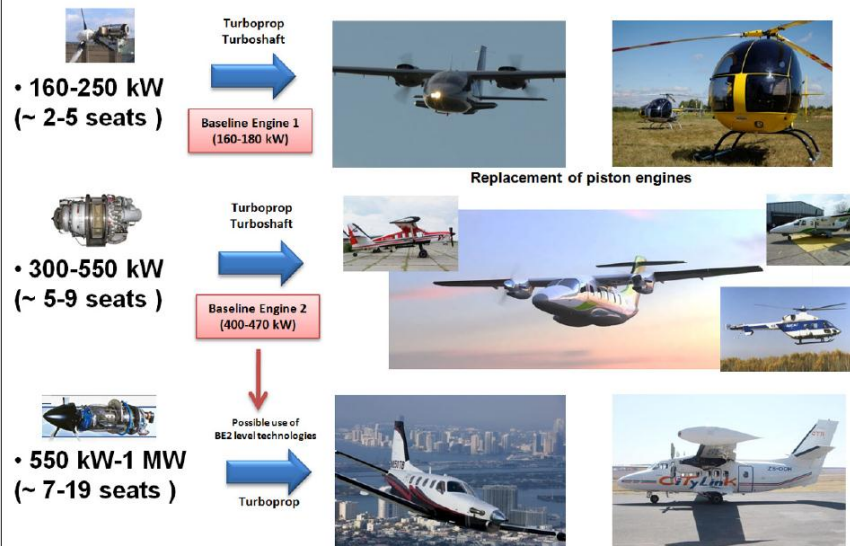 Turboprop
Turboshaft
• 160-250 kW
(~ 2-5 seats )
Baseline Engine 1
(160-180 kW)
Replacement of piston engines
Turboprop
Turboshaft
• 300-550 kW
(~ 5-9 seats )
Baseline Engine 2
(400-470 kW)
Possible use of
BE2 level technologies
• 550 kW-1 MW
(~ 7-19 seats )
Turboprop
CiTyLinK